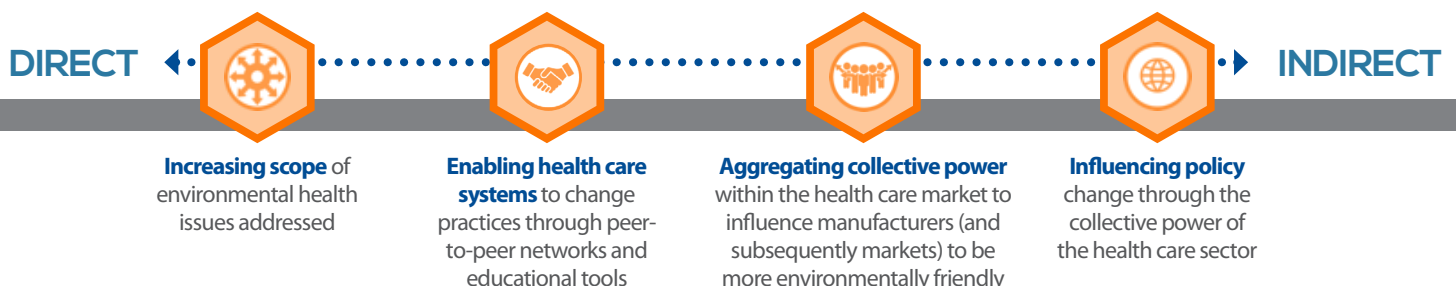 DIRECT
INDIRECT
Increasing scope of
environmental health
issues addressed
Enabling health care
systems to change
practices through peer-
to-peer networks and
educational tools
Aggregating collective power
within the health care market to
influence manufacturers (and
subsequently markets) to be
more environmentally friendly
Influencing policy
change through the
collective power of
the health care sector